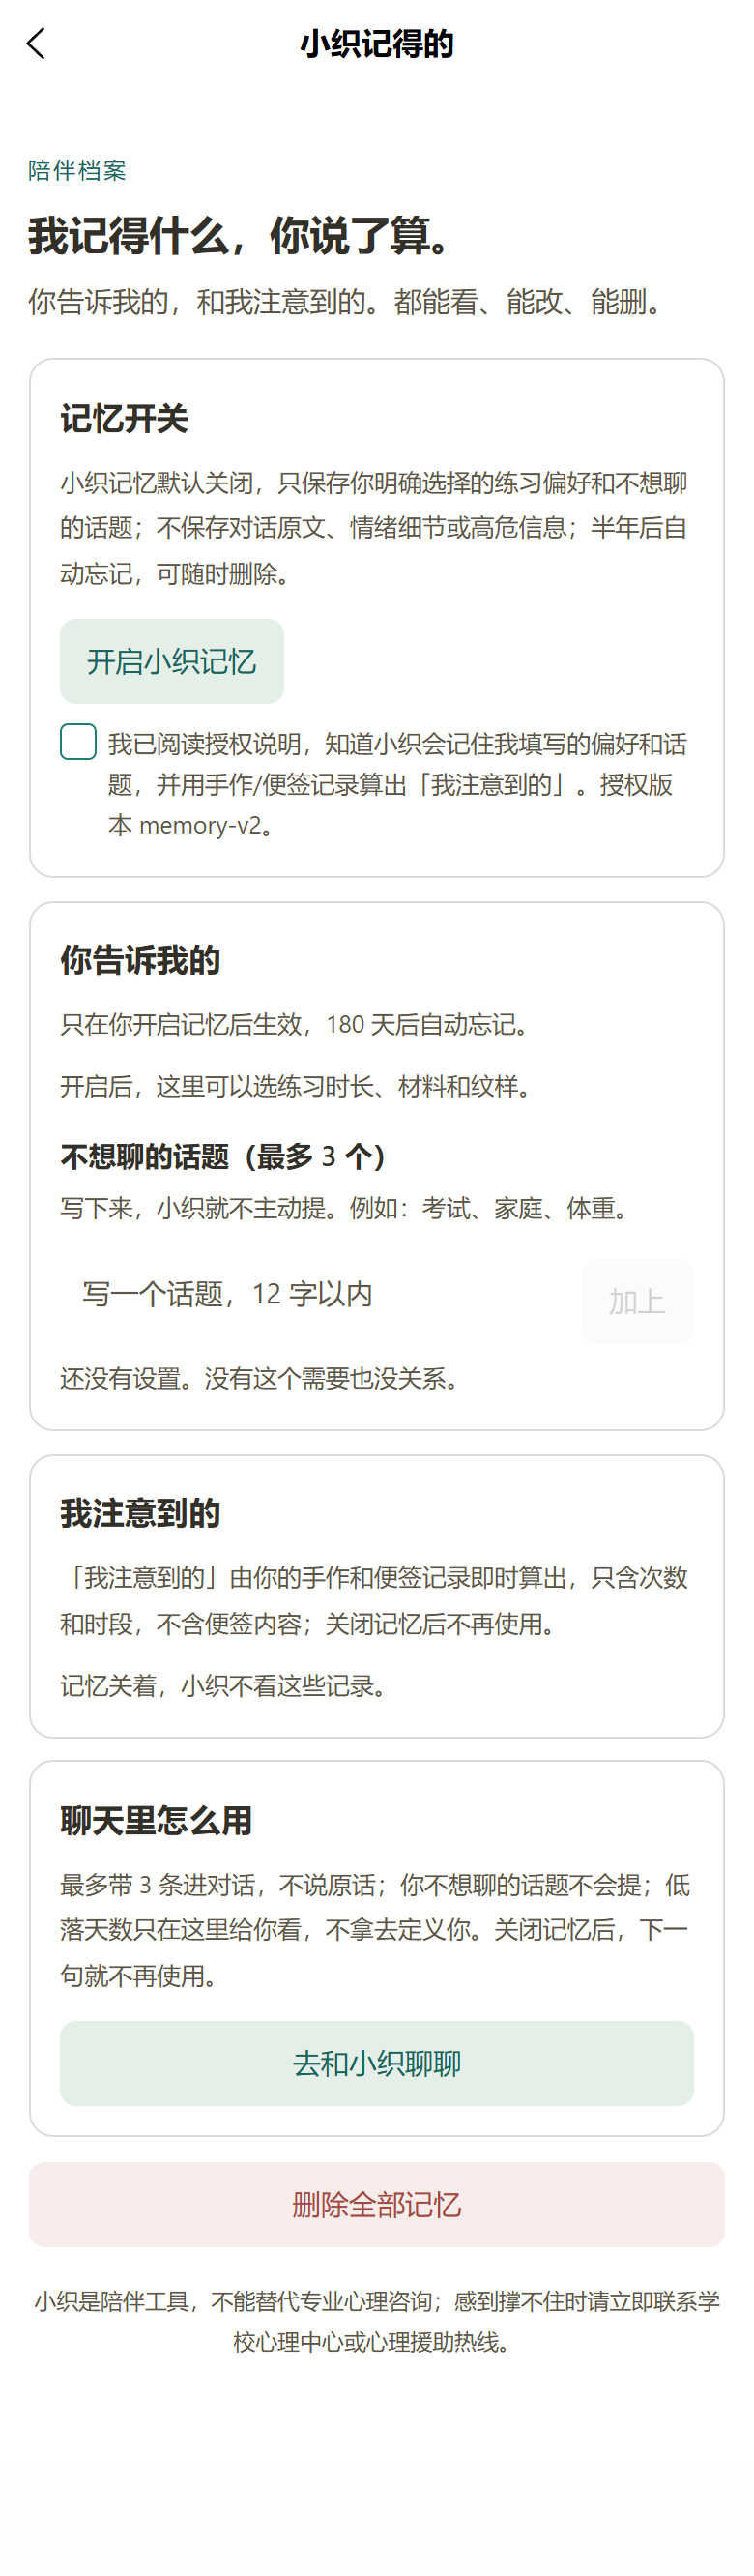 小织记得的
陪伴档案
我记得什么，你说了算。
你告诉我的，和我注意到的。都能看、能改、能删。
记忆开关
小织记忆默认关闭，只保存你明确选择的练习偏好和不想聊
的话题；不保存对话原文、情绪细节或高危信息；半年后自
动忘记，可随时删除。
开启小织记忆
我已阅读授权说明，知道小织会记住我填写的偏好和话
题，并用手作/便签记录算出「我注意到的」。授权版
本 memory-v2。
你告诉我的
只在你开启记忆后生效，180 天后自动忘记。
开启后，这里可以选练习时长、材料和纹样。
不想聊的话题（最多 3 个）
写下来，小织就不主动提。例如：考试、家庭、体重。
写一个话题，12 字以内
加上
还没有设置。没有这个需要也没关系。
我注意到的
「我注意到的」由你的手作和便签记录即时算出，只含次数
和时段，不含便签内容；关闭记忆后不再使用。
记忆关着，小织不看这些记录。
聊天里怎么用
最多带 3 条进对话，不说原话；你不想聊的话题不会提；低
落天数只在这里给你看，不拿去定义你。关闭记忆后，下一
句就不再使用。
去和小织聊聊
删除全部记忆
小织是陪伴工具，不能替代专业心理咨询；感到撑不住时请立即联系学
校心理中心或心理援助热线。